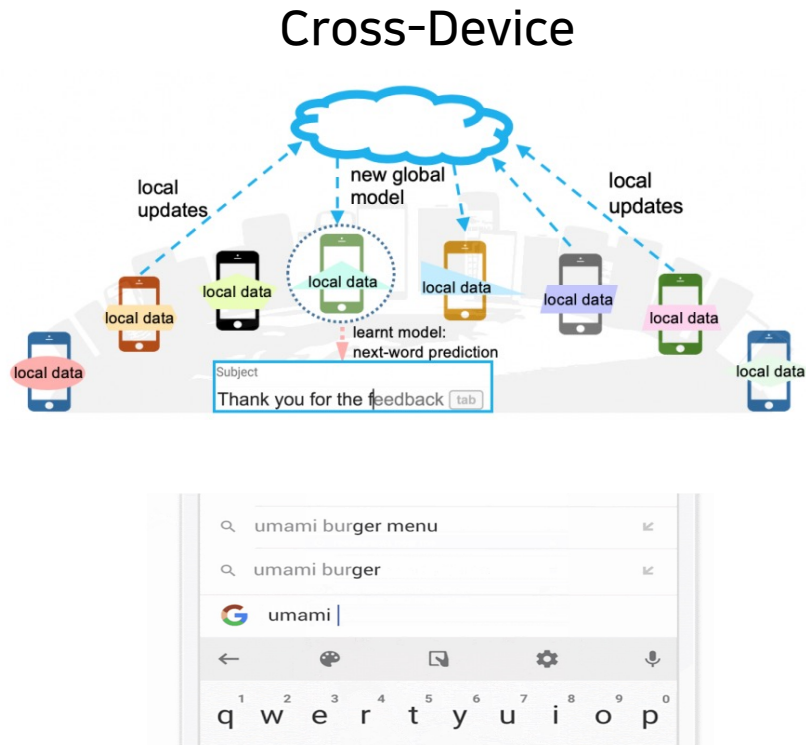 Cross-Device
local
updates
new global
model
local
updates
local data
local data
local data
local data
local data
local data
local data
local data
learnt model:
next-word prediction
Subject
Thank you for the feedback tab
umami burger menu
umami burger
G umami
1 2 3 4 5 6 7 8 9 0
q w e r t y u i o p